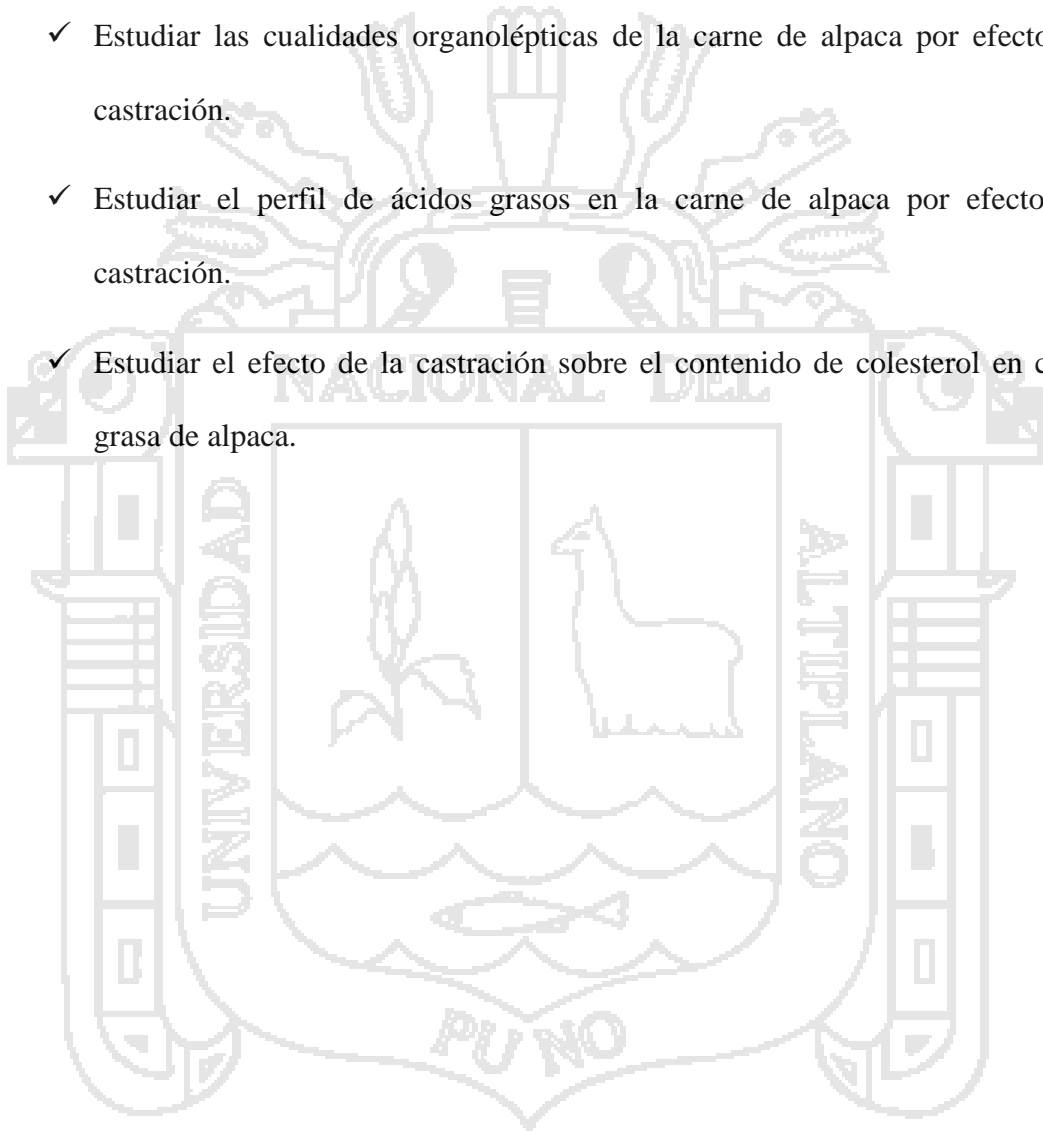 ✓ Estudiar las cualidades organolépticas de la carne de alpaca por efecto
castración.
✓ Estudiar el perfil de ácidos grasos en la carne de alpaca por efecto
castración.
✓ Estudiar el efecto de la castración sobre el contenido de colesterol en
grasa de alpaca.
NACIONAL DEL
UNIVERSIDAD
ALTIPLANO
PUNO